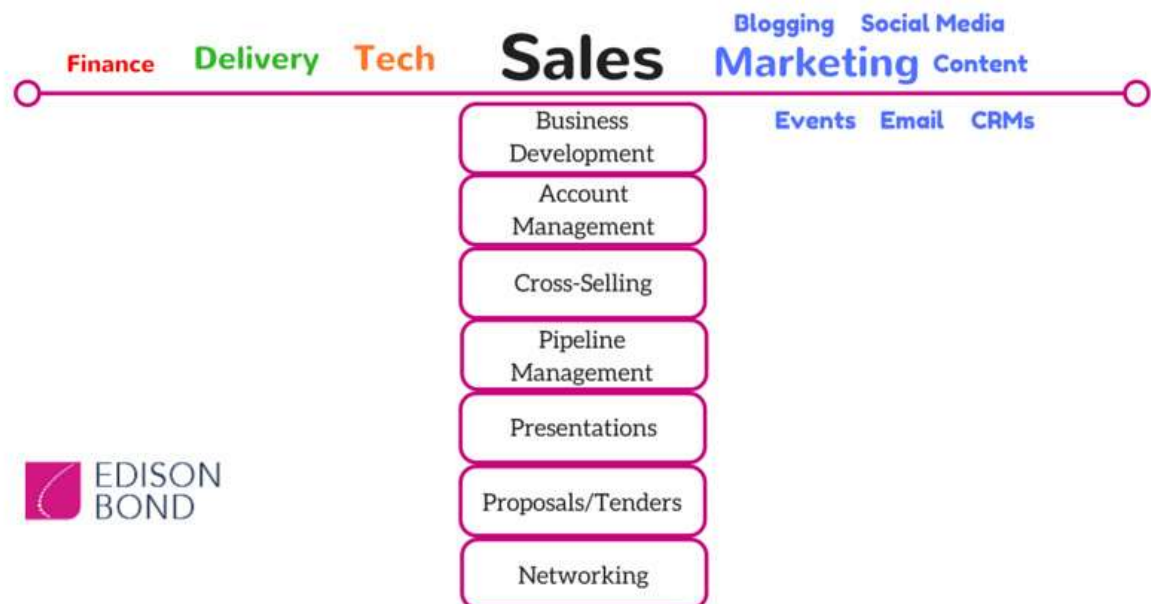 Blogging Social Media
Finance Delivery Tech Sales Marketing Content
Events Email CRMs
Business
Development
Account
Management
Cross-Selling
Pipeline
Management
Presentations
Proposals/Tenders
Networking
EDISON
BOND